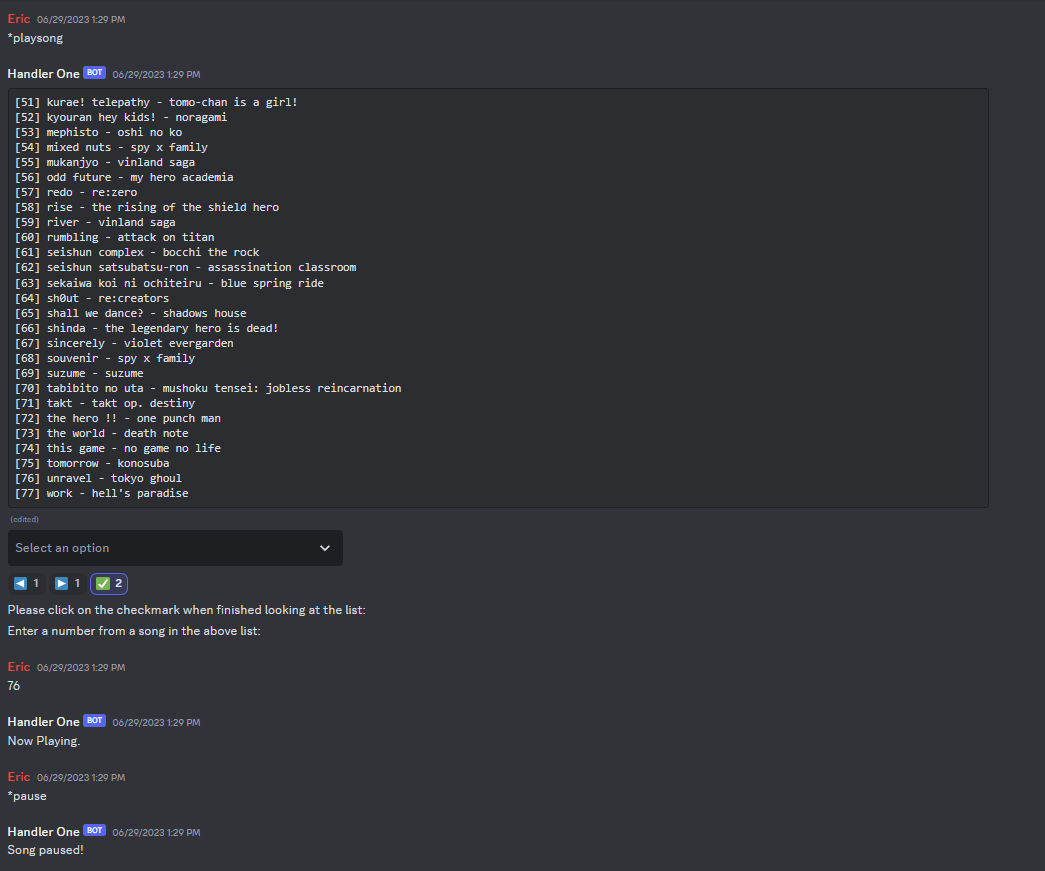 Eric 06/29/2023 1:29 PM
*playsong
Handler One BOT 06/29/2023 1:29 PM
[51] kurae! telepathy - tomo-chan is a girl!
[52] kyouran hey kids! - noragami
[53] mephisto - oshi no ko
[54] mixed nuts - spy x family
[55] mukanjyo - vinland saga
[56] odd future - my hero academia
[57] redo - re:zero
[58] rise - the rising of the shield hero
[59] river - vinland saga
[60] rumbling - attack on titan
[61] seishun complex - bocchi the rock
[62] seishun satsubatsu-ron - assassination classroom
[63] sekaiwa koi ni ochiteiru - blue spring ride
[64] sh0ut - re:creators
[65] shall we dance? - shadows house
[66] shinda - the legendary hero is dead!
[67] sincerely - violet evergarden
[68] souvenir - spy x family
[69] suzume - suzume
[70] tabibito no uta - mushoku tensei: jobless reincarnation
[71] takt - takt op. destiny
[72] the hero !! - one punch man
[73] the world - death note
[74] this game - no game no life
[75] tomorrow - konosuba
[76] unravel - tokyo ghoul
[77] work - hell's paradise
(edited)
Select an option
1 1 2
Please click on the checkmark when finished looking at the list:
Enter a number from a song in the above list:
Eric 06/29/2023 1:29 PM
76
Handler One BOT 06/29/2023 1:29 PM
Now Playing.
Eric 06/29/2023 1:29 PM
*pause
Handler One BOT 06/29/2023 1:29 PM
Song paused!